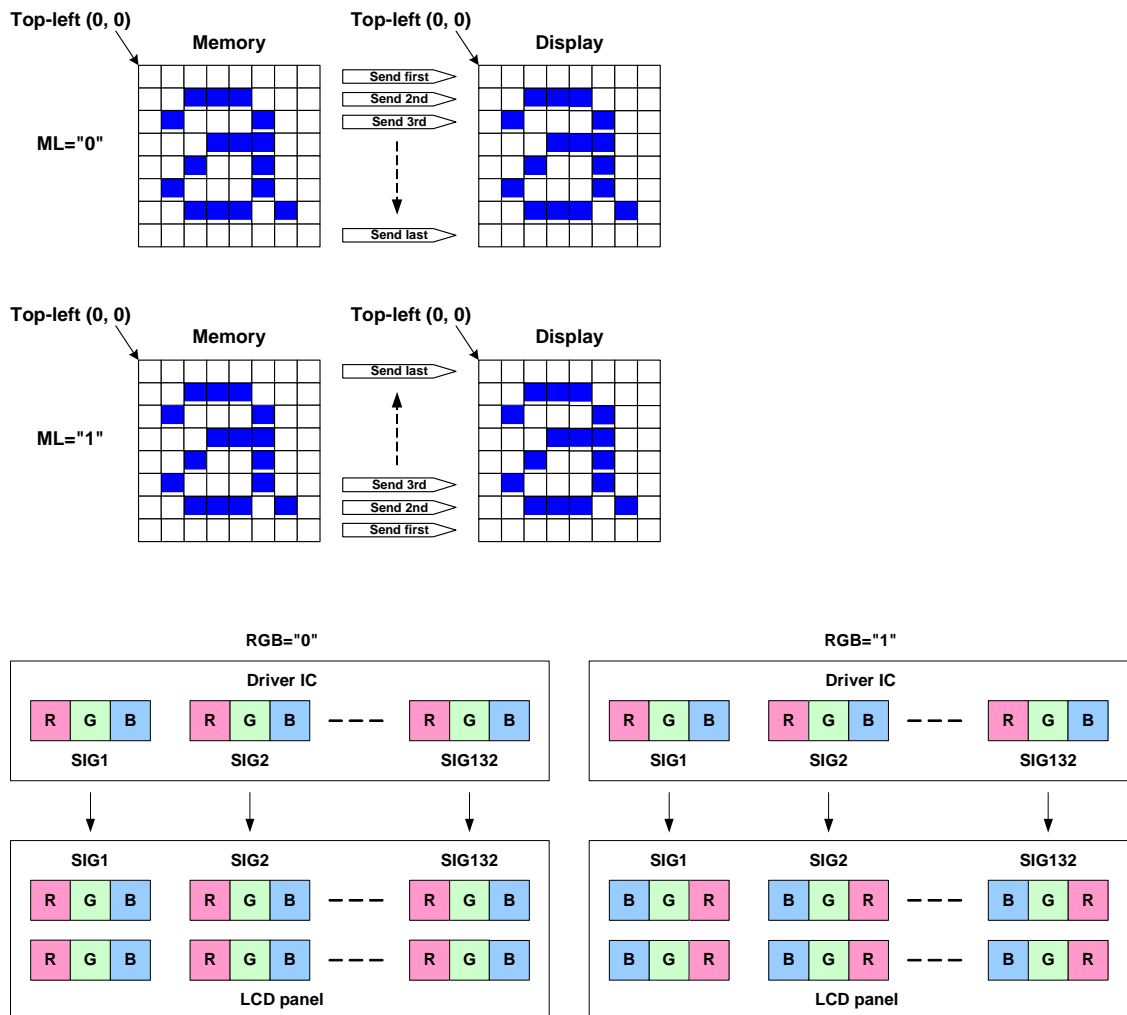 Top-left (0, 0) Top-left (0, 0)
Memory Display
Send first
Send 2nd
Send 3rd
ML="0"
Send last
Top-left (0, 0) Top-left (0, 0)
Memory Display
Send last
ML="1"
Send 3rd
Send 2nd
Send first
RGB="0" RGB="1"
Driver IC Driver IC
R G B R G B R G B R G B R G B R G B
SIG1 SIG2 SIG132 SIG1 SIG2 SIG132
SIG1 SIG2 SIG132 SIG1 SIG2 SIG132
R G B R G B R G B B G R B G R B G R
R G B R G B R G B B G R B G R B G R
LCD panel LCD panel